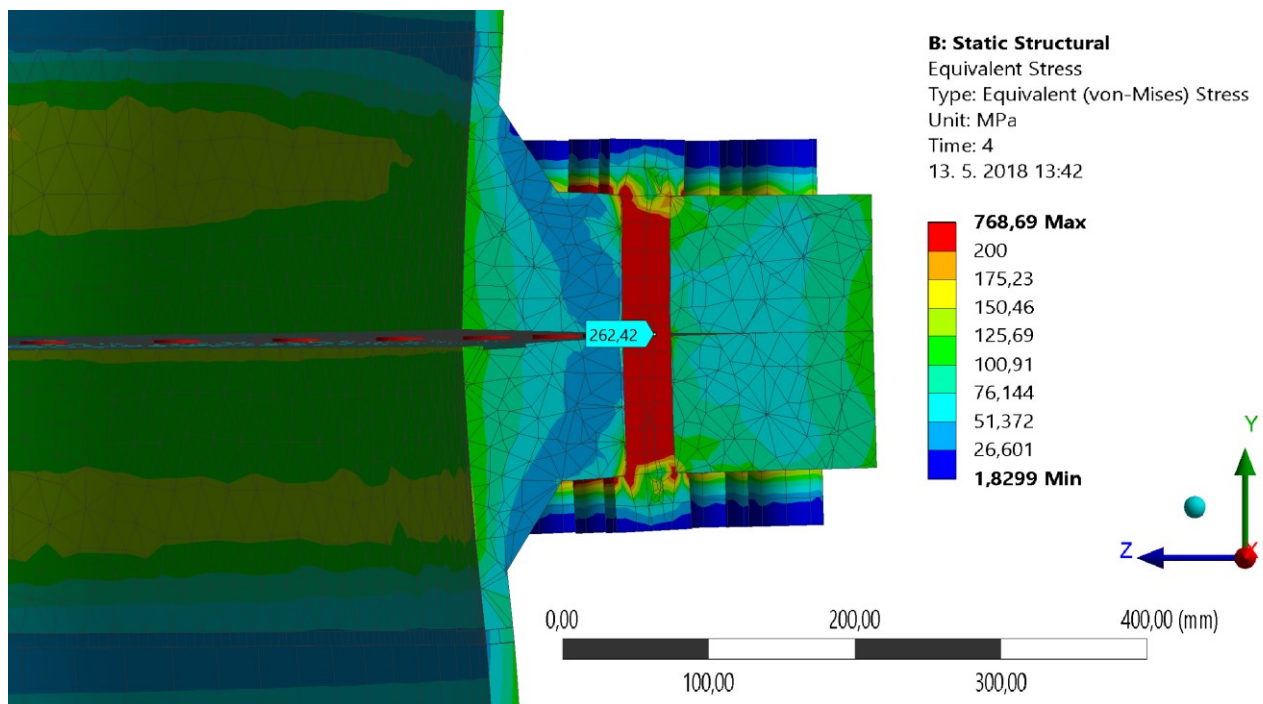 B: Static Structural
Equivalent Stress
Type: Equivalent (von-Mises) Stress
Unit: MPa
Time: 4
13. 5. 2018 13:42
768,69 Max
200
175,23
150,46
125,69
100,91
76,144
51,372
26,601
1,8299 Min
262,42
Y
Z
X
0,00 200,00 400,00 (mm)
100,00 300,00